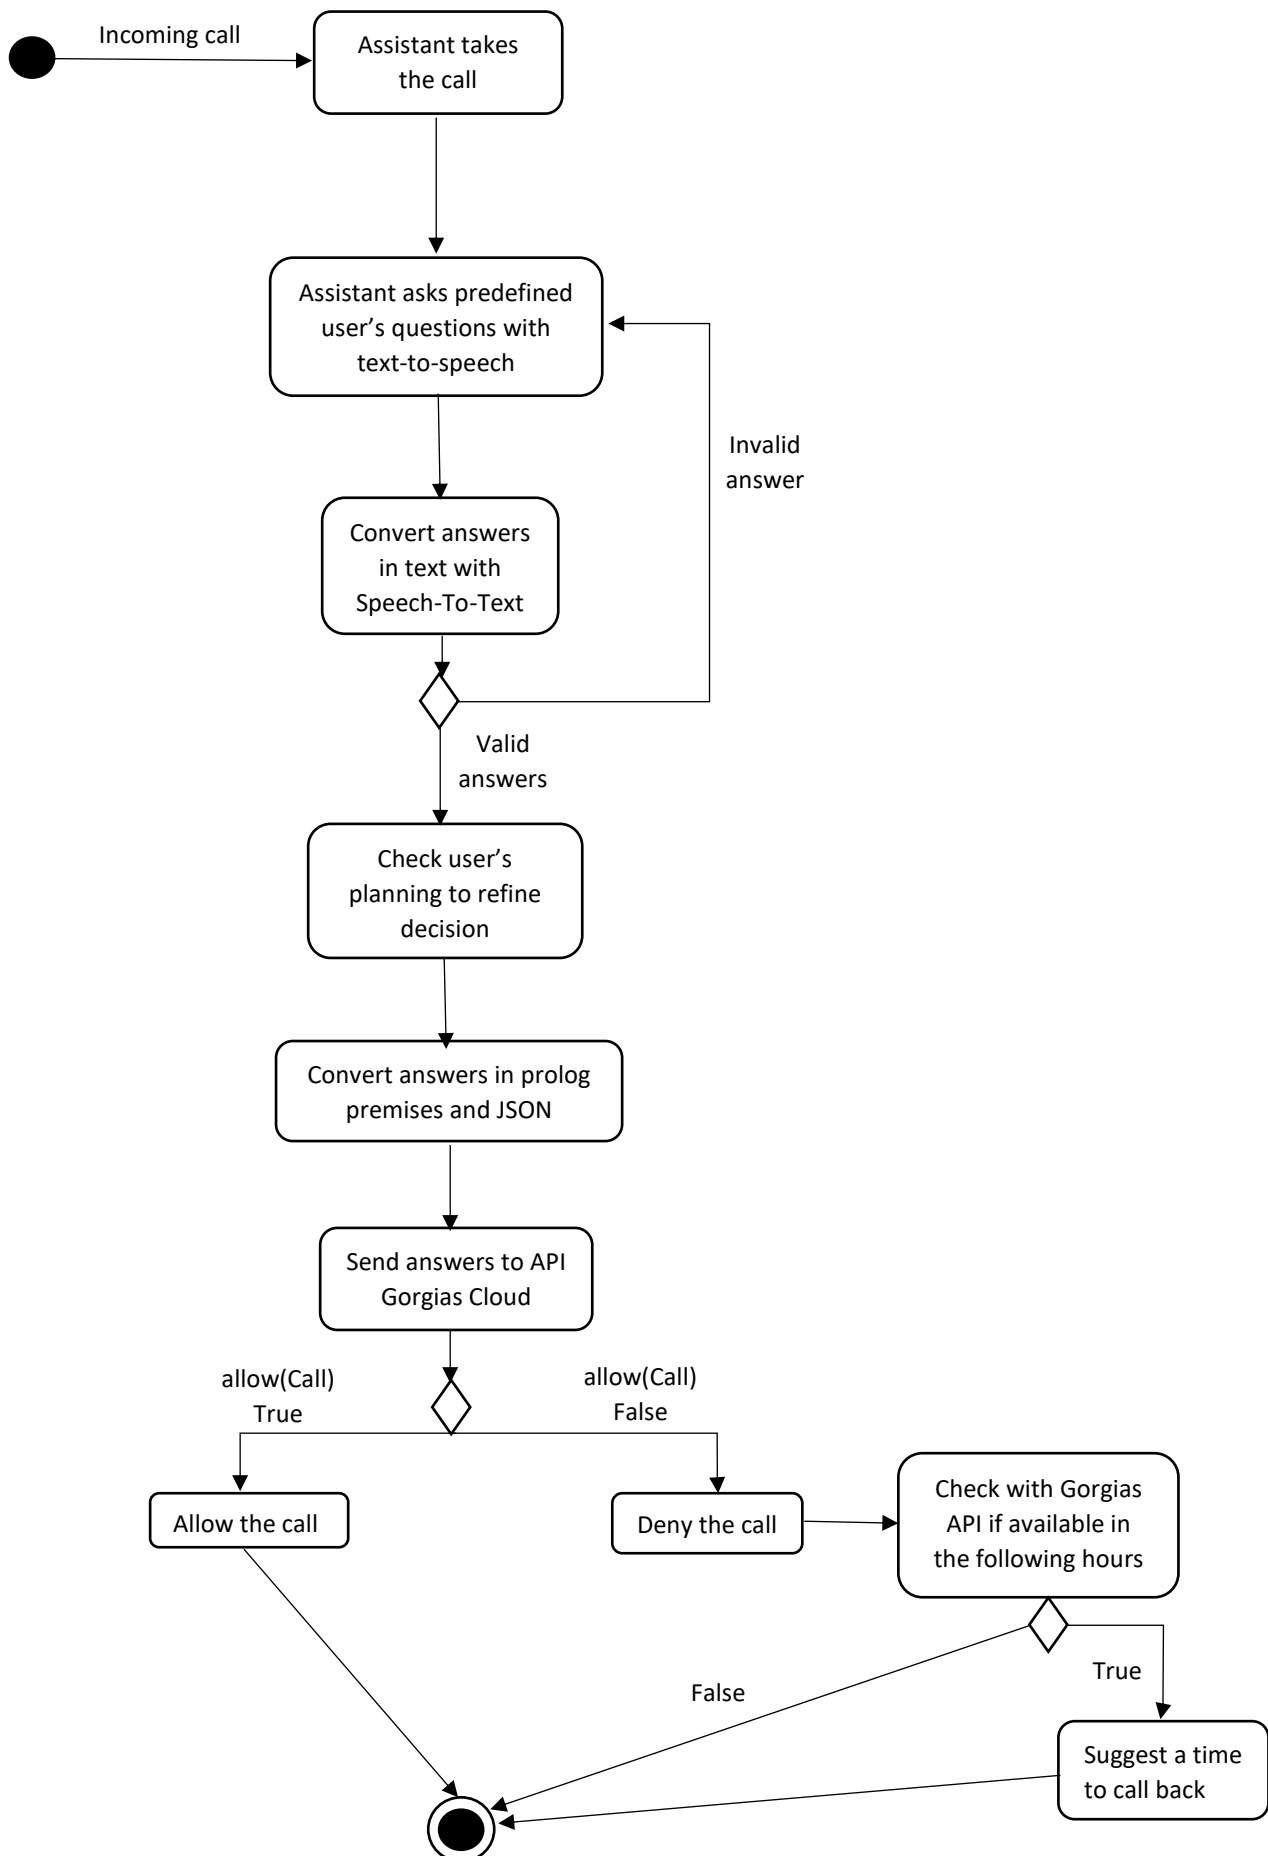 Incoming call
Assistant takes
the call
Assistant asks predefined
user’s questions with
text-to-speech
Invalid
answer
Convert answers
in text with
Speech-To-Text
Valid
answers
Check user’s
planning to refine
decision
Convert answers in prolog
premises and JSON
Send answers to API
Gorgias Cloud
allow(Call)
True
allow(Call)
False
Allow the call
Deny the call
Check with Gorgias
API if available in
the following hours
False
True
Suggest a time
to call back